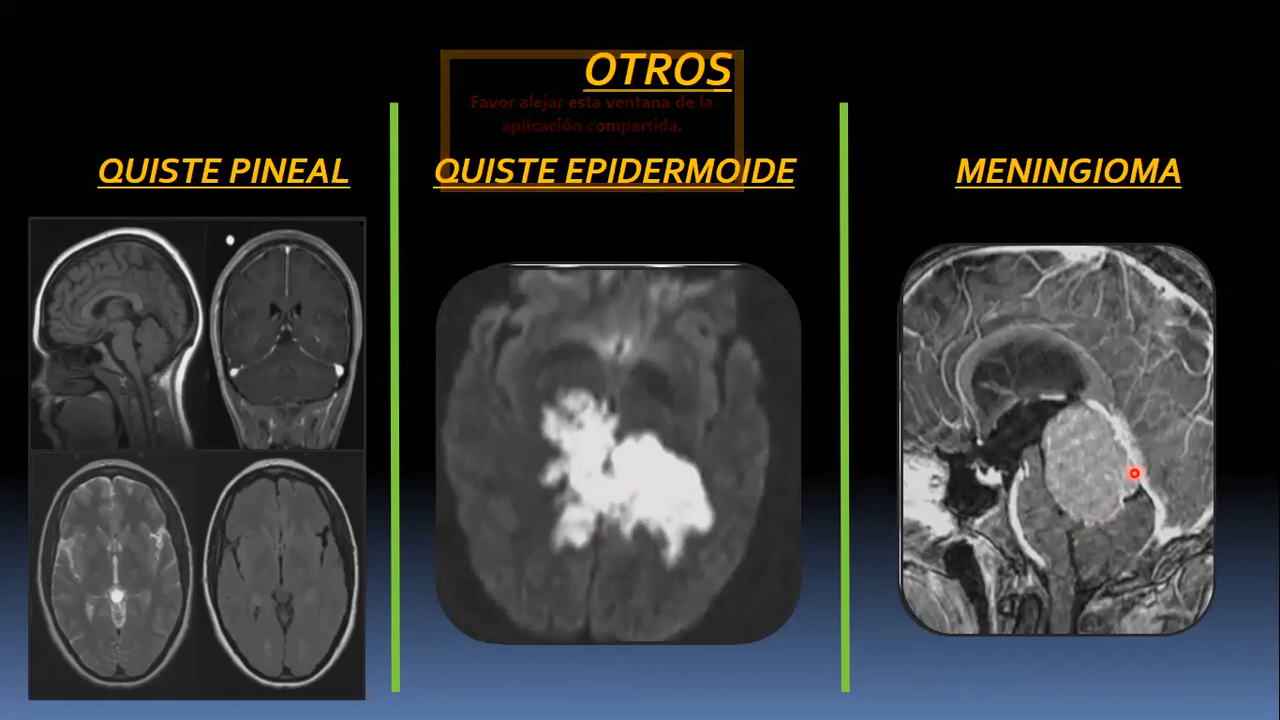 OTROS
Favor alejar esta ventana de la
aplicación compartida.
QUISTE PINEAL
QUISTE EPIDERMOIDE
MENINGIOMA